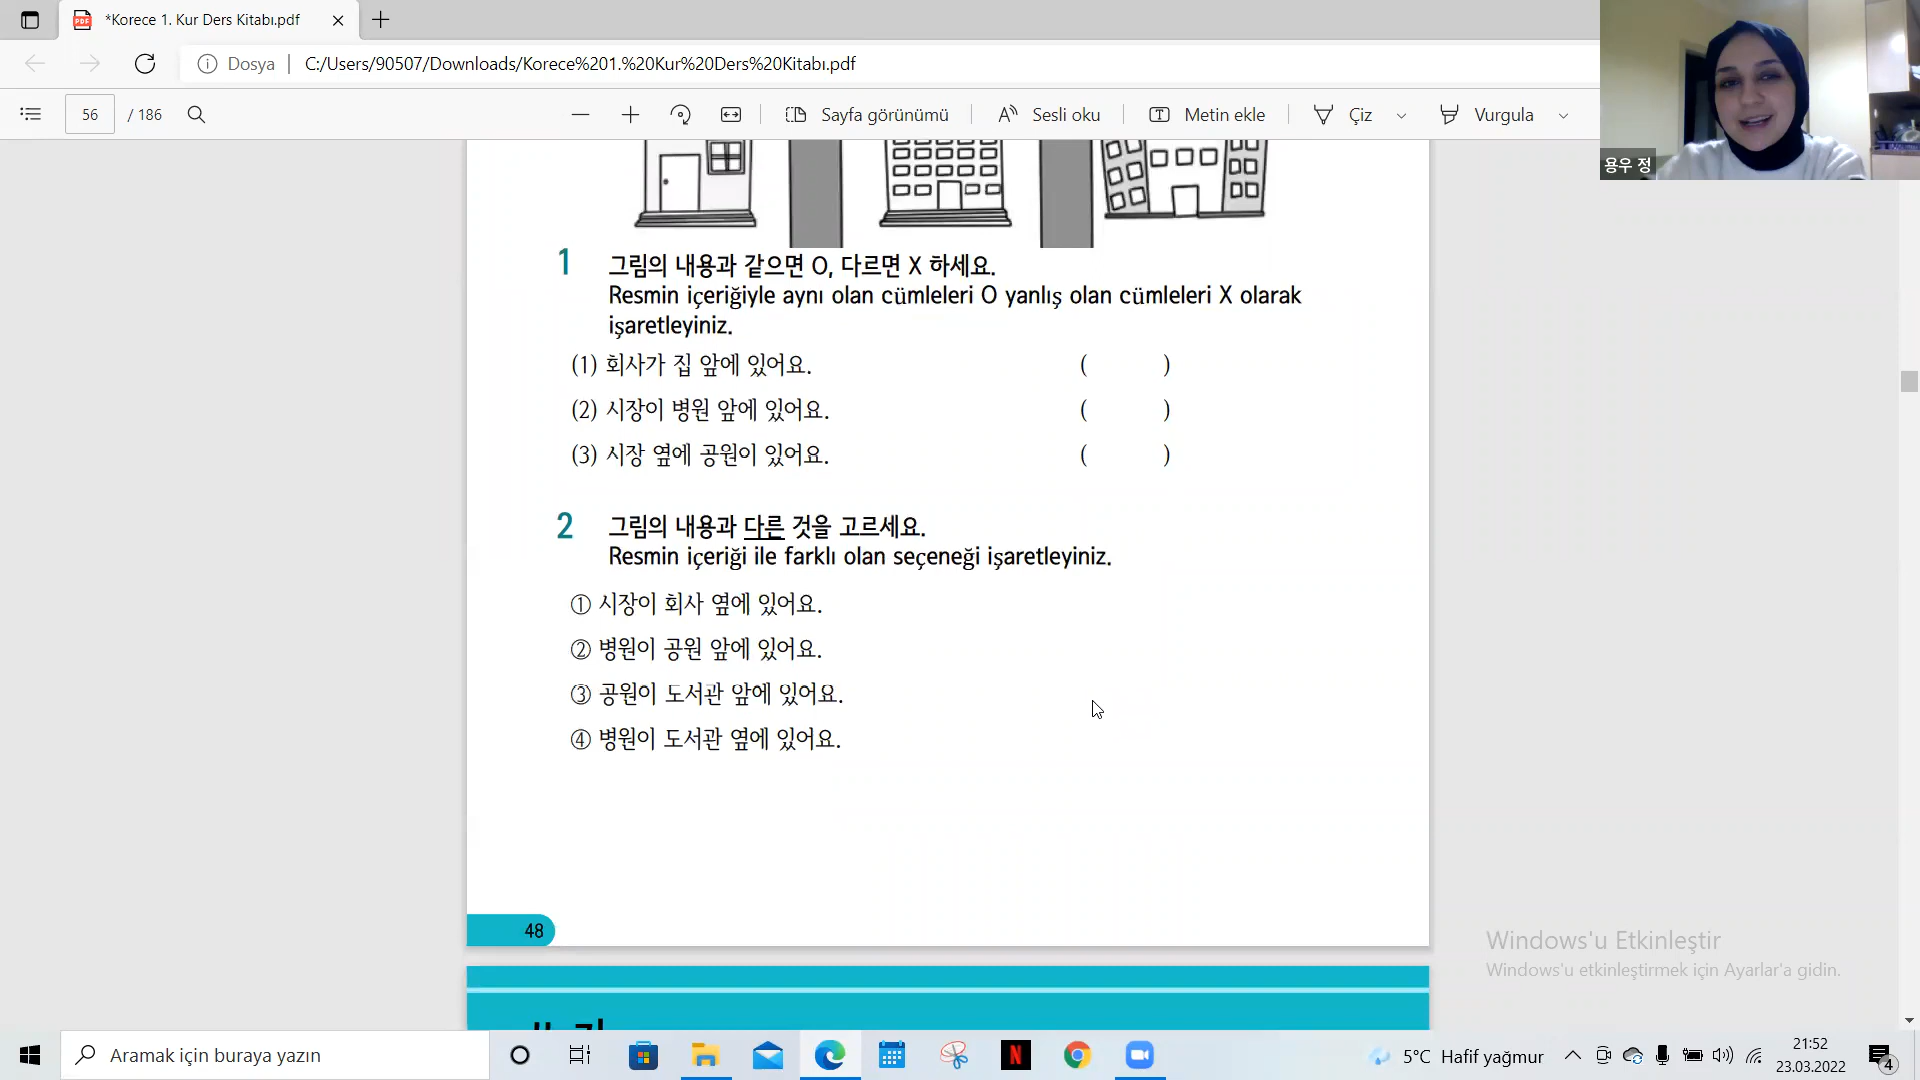 *Korece 1. Kur Ders Kitabı.pdf
Dosya
C:/Users/90507/Downloads/Korece%201.%20Kur%20Ders%20Kitabı.pdf
56 / 186
Sayfa görünümü
Sesli oku
Metin ekle
Çiz
Vurgula
용우 정
1 그림의 내용과 같으면 O, 다르면 X 하세요.
Resmin içeriğiyle aynı olan cümleleri O yanlış olan cümleleri X olarak
işaretleyiniz.
(1) 회사가 집 앞에 있어요. ( )
(2) 시장이 병원 앞에 있어요. ( )
(3) 시장 옆에 공원이 있어요. ( )
2 그림의 내용과 다른 것을 고르세요.
Resmin içeriği ile farklı olan seçeneği işaretleyiniz.
① 시장이 회사 옆에 있어요.
② 병원이 공원 앞에 있어요.
③ 공원이 도서관 앞에 있어요.
④ 병원이 도서관 옆에 있어요.
48
Windows'u Etkinleştir
Windows'u etkinleştirmek için Ayarlar'a gidin.
Aramak için buraya yazın
5°C Hafif yağmur
21:52
23.03.2022
4